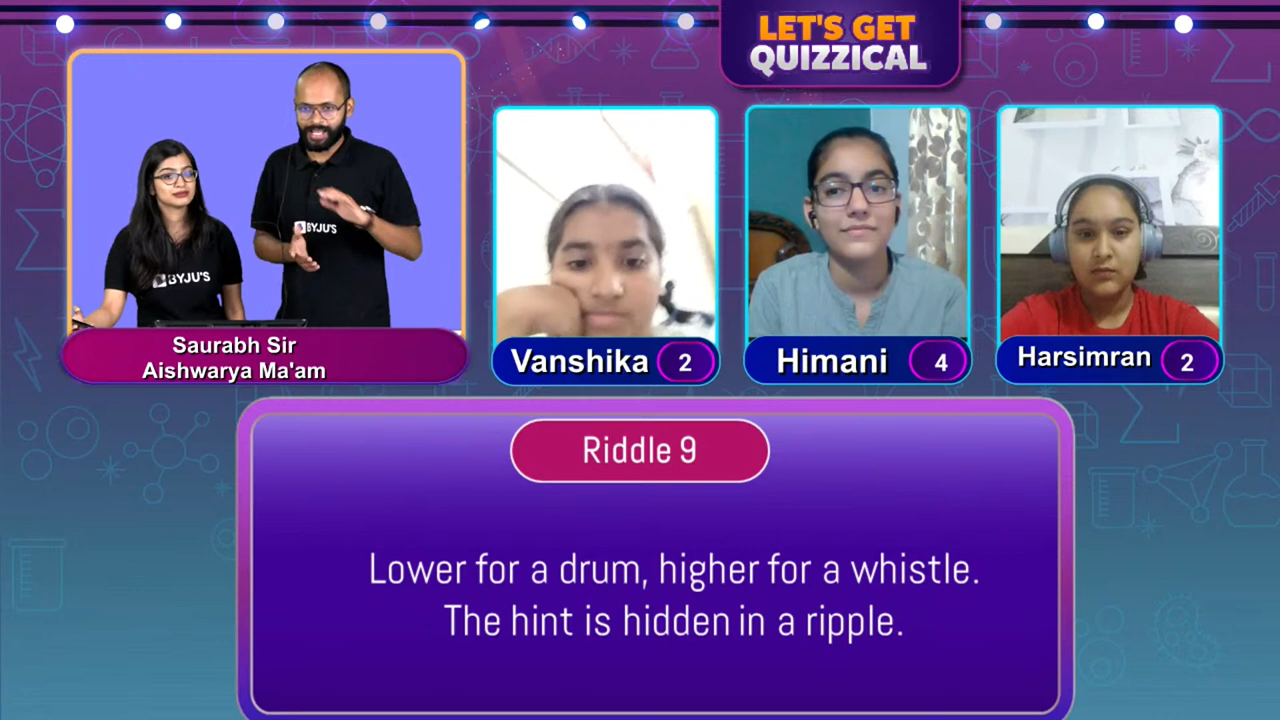 LET'S GET
QUIZZICAL
BYJU'S
BYJU'S
Saurabh Sir
Aishwarya Ma'am
Vanshika 2
Himani 4
Harsimran 2
Riddle 9
Lower for a drum, higher for a whistle.
The hint is hidden in a ripple.